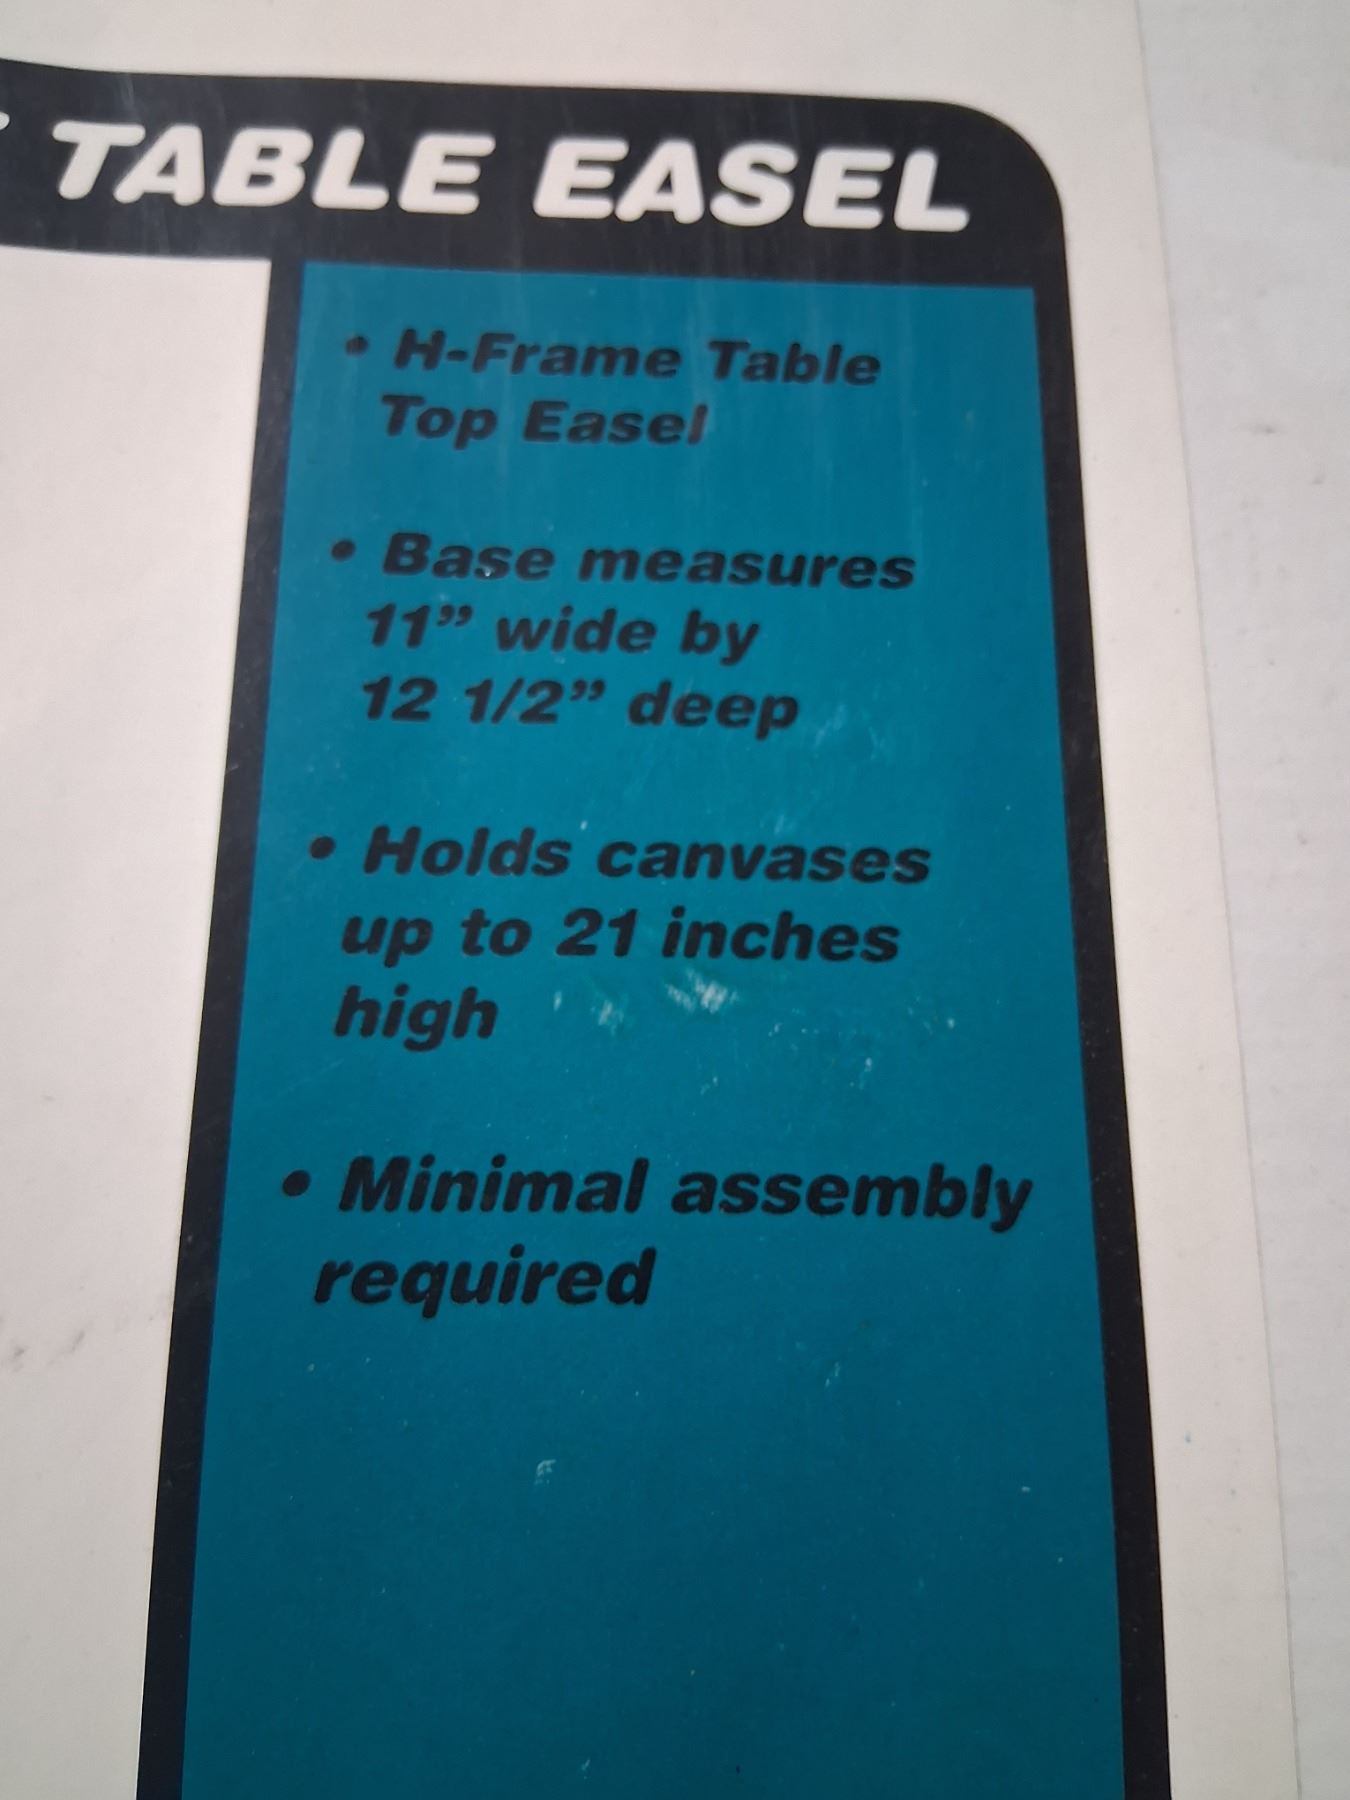 TABLE EASEL
• H-Frame Table
Top Easel
• Base measures
11” wide by
12 1/2” deep
• Holds canvases
up to 21 inches
high
• Minimal assembly
required